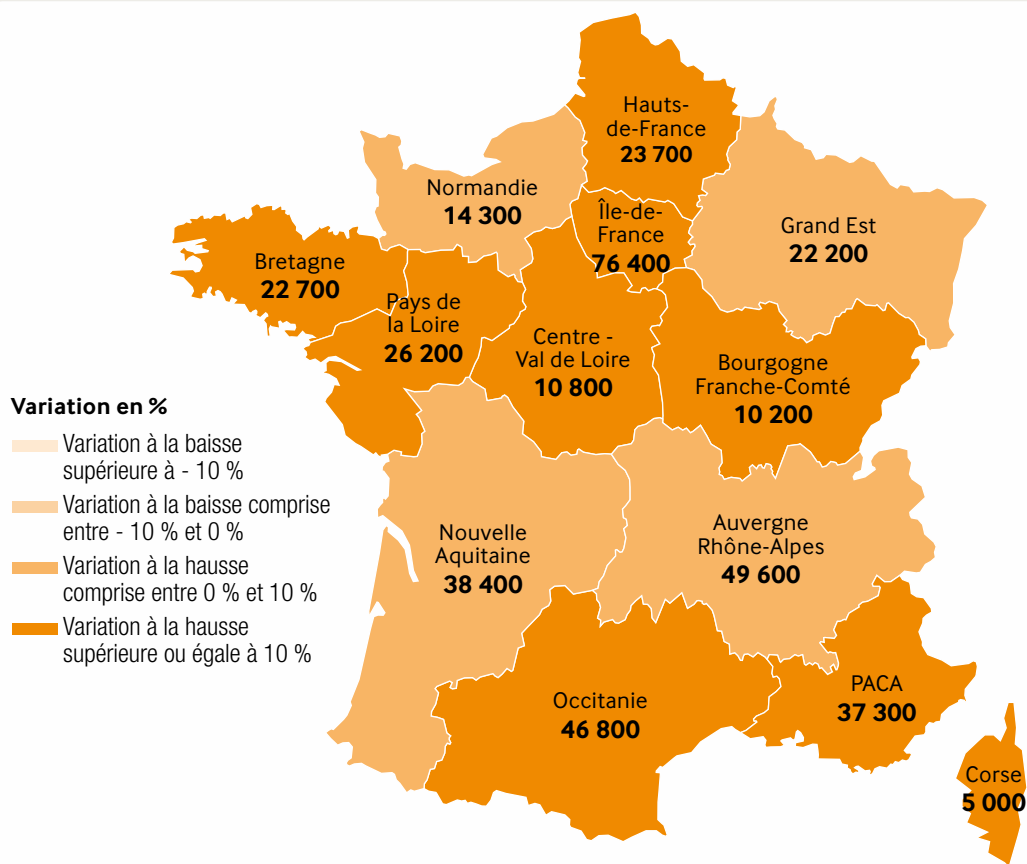 Hauts-
de-France
23 700
Normandie
14 300
Île-de-
France
76 400
Grand Est
22 200
Bretagne
22 700
Pays de
la Loire
26 200
Centre -
Val de Loire
10 800
Bourgogne
Franche-Comté
10 200
Variation en %
Variation à la baisse
supérieure à - 10 %
Variation à la baisse comprise
entre - 10 % et 0 %
Variation à la hausse
comprise entre 0 % et 10 %
Variation à la hausse
supérieure ou égale à 10 %
Nouvelle
Aquitaine
38 400
Auvergne
Rhône-Alpes
49 600
Occitanie
46 800
PACA
37 300
Corse
5 000